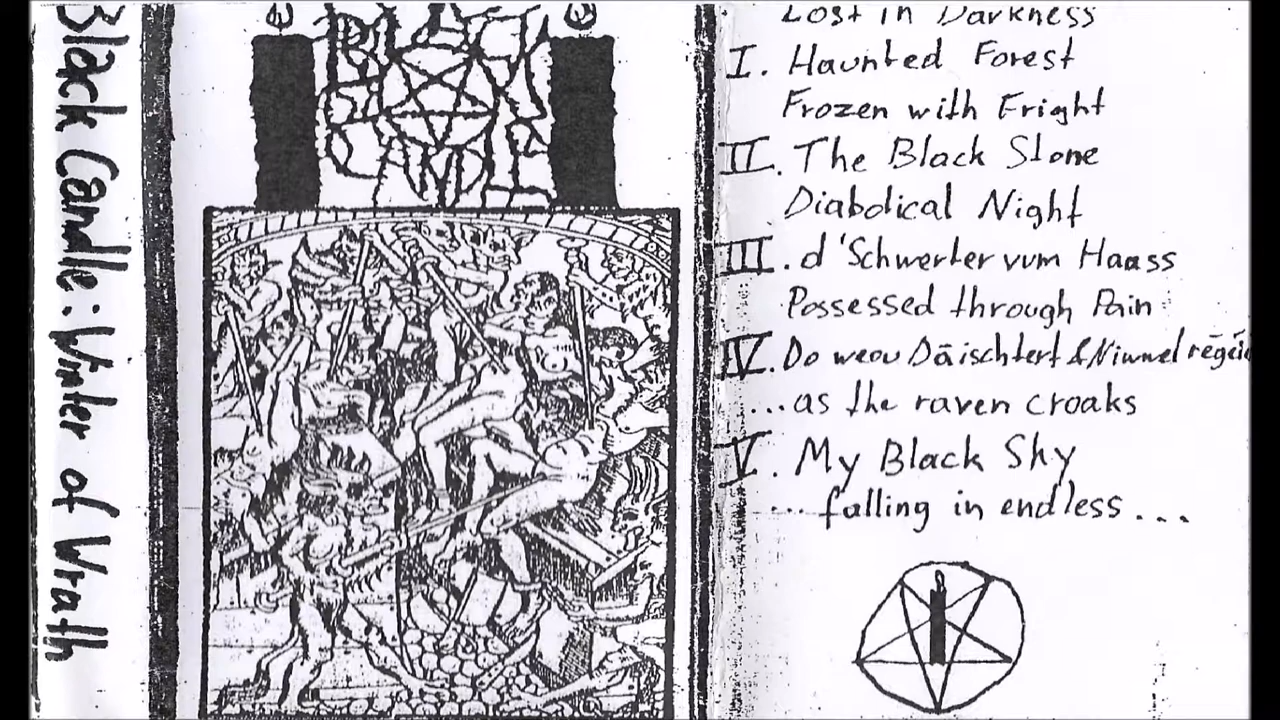 Black Candle: Winter of Wrath
BLACK
CANDLE
Lost in Darkness
I. Haunted Forest
Frozen with Fright
II. The Black Stone
Diabolical Night
III. d'Schwerter vum Haass
Possessed through Pain
IV. Do weou Däischtert & Niwwel
...as the raven croaks
V. My Black Sky
... falling in endless...